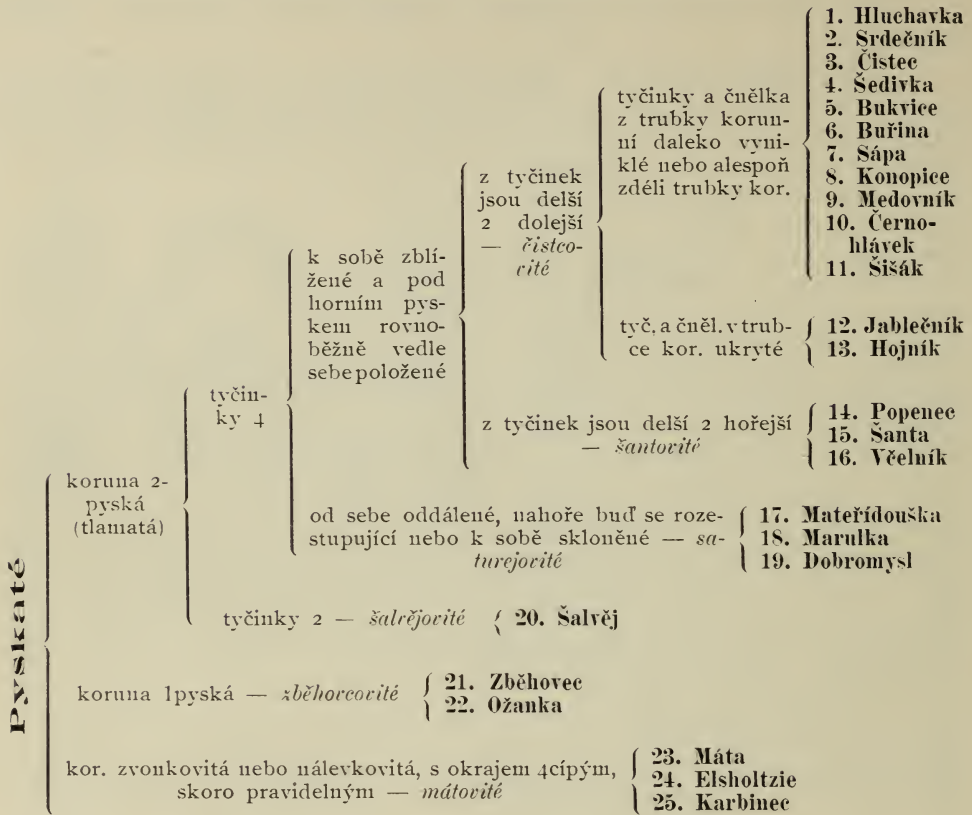 Pyskaté
koruna 2-
pyská
(tlamatá)
tyčin-
ky 4
k sobě zblí-
žené a pod
horním pys-
kem rovno-
běžně vedle
sebe položené
z tyčinek
jsou delší
2 dolejší
— čistco-
vité
tyčinky a čnělka
z trubky korun-
ní daleko vyni-
klé nebo alespoň
zdéli trubky kor.
1. Hluchavka
2. Srdečník
3. Čistec
4. Šedivka
5. Bukvice
6. Buřina
7. Sápa
8. Konopice
9. Medovník
10. Černo-
hlávek
11. Šišák
tyč. a čněl. v trub-
ce kor. ukryté
12. Jablečník
13. Hojník
z tyčinek jsou delší 2 hořejší
— šantovité
14. Popenec
15. Šanta
16. Včelník
od sebe oddálené, nahoře buď se roze-
stupující nebo k sobě skloněné — sa-
turejovité
17. Mateřídouška
18. Marulka
19. Dobromysl
tyčinky 2 — šalvějovité
20. Šalvěj
koruna 1pyská — zběhovcovité
21. Zběhovec
22. Ožanka
kor. zvonkovitá nebo nálevkovitá, s okrajem 4cípým,
skoro pravidelným — mátovité
23. Máta
24. Elsholtzie
25. Karbinec